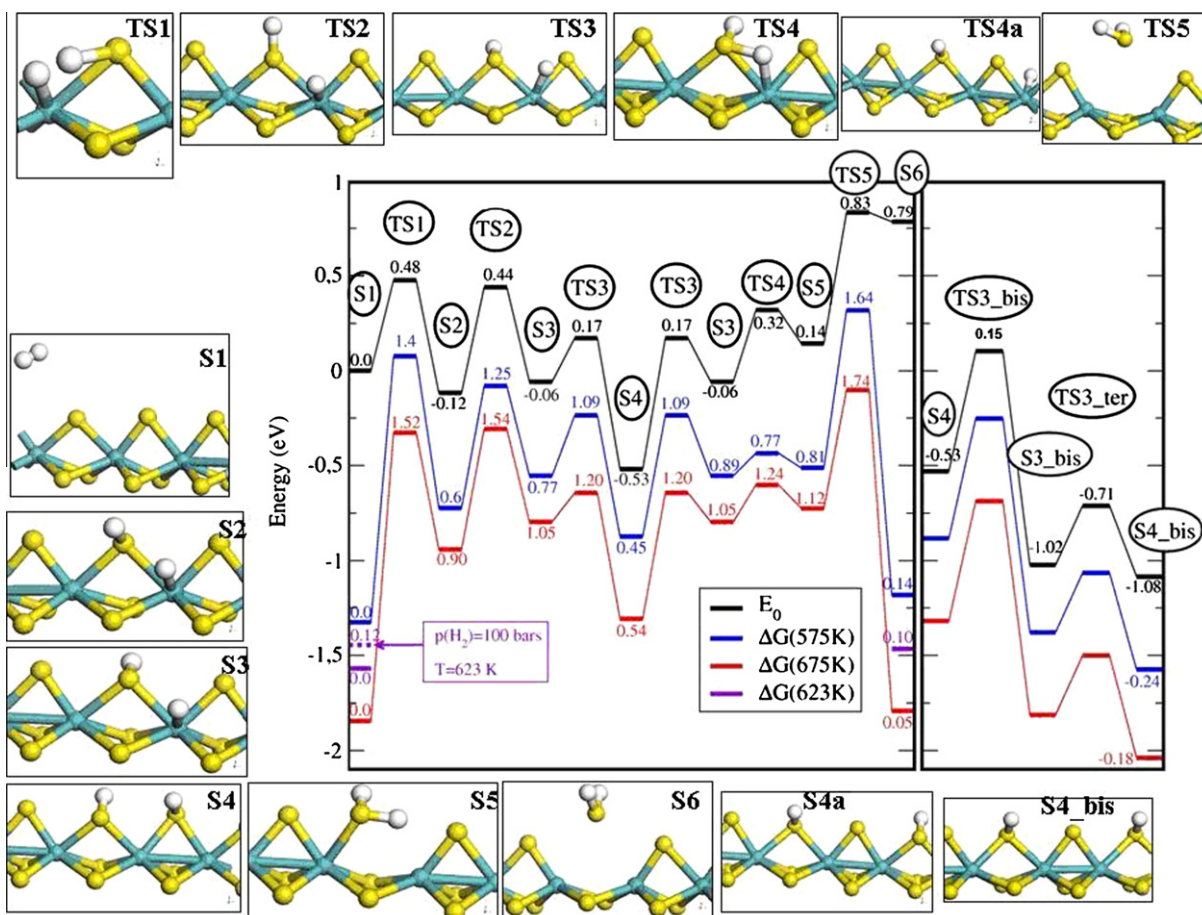 TS1
TS2
TS3
TS4
TS4a
TS5
S1
S2
S3
S4
S5
S6
S4a
S4_bis
Energy (eV)
1
0,5
0
-0,5
-1
-1,5
-2
S1
TS1
S2
TS2
S3
TS3
S4
TS3
S3
TS4
S5
TS5
S6
0.0
0.48
-0.12
0.44
-0.06
0.17
-0.53
0.17
-0.06
0.32
0.14
0.83
0.79
0.0
1.4
0.6
1.25
0.77
1.09
0.45
1.09
0.89
0.77
0.81
1.64
0.14
0.0
1.52
0.90
1.54
1.05
1.20
0.54
1.20
1.05
1.24
1.12
1.74
0.05
0.12
0.0
0.10
p(H2)=100 bars
T=623 K
E0
ΔG(575K)
ΔG(675K)
ΔG(623K)
S4
TS3_bis
S3_bis
TS3_ter
S4_bis
-0.53
0.15
-1.02
-0.71
-1.08
-0.24
-0.18